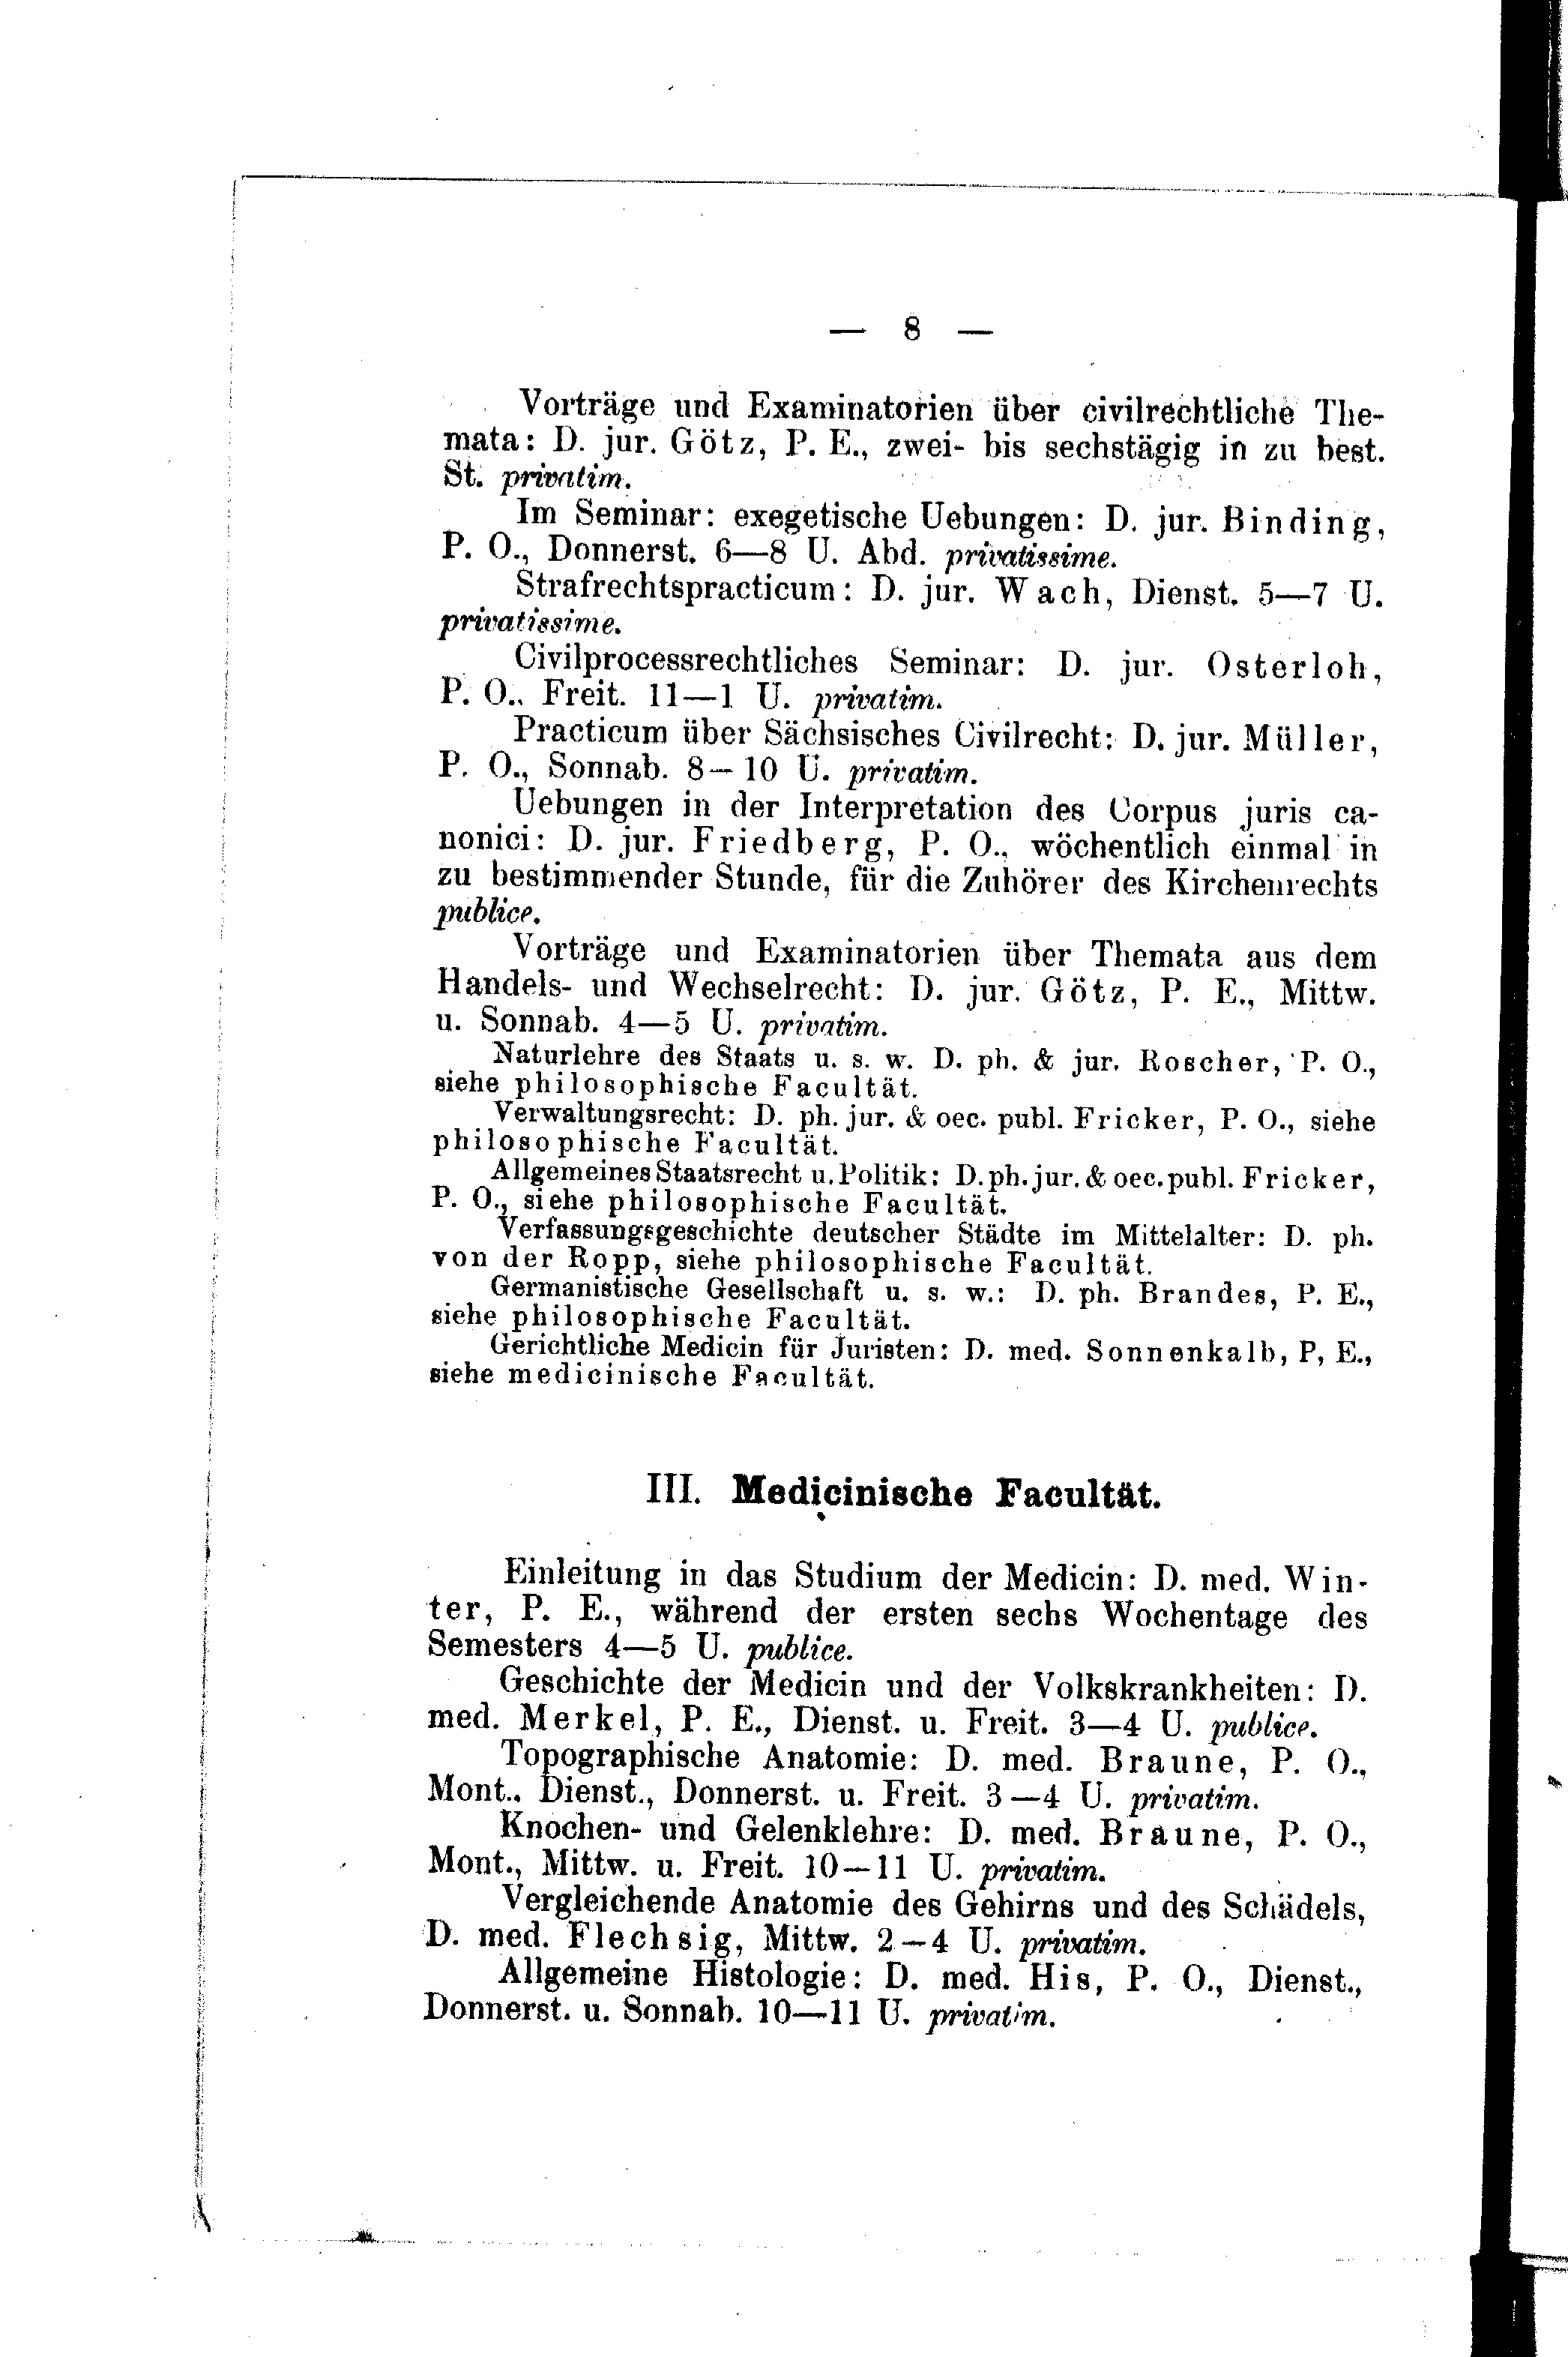 — 8 —
Vorträge und Examinatorien über civilrechtliche The-
mata: D. jur. Götz, P. E., zwei- bis sechstägig in zu best.
St. privatim.
Im Seminar: exegetische Uebungen: D. jur. Binding,
P. O., Donnerst. 6—8 U. Abd. privatissime.
Strafrechtspracticum: D. jur. Wach, Dienst. 5—7 U.
privatissime.
Civilprocessrechtliches Seminar: D. jur. Osterloh,
P. O., Freit. 11—1 U. privatim.
Practicum über Sächsisches Civilrecht: D. jur. Müller,
P. O., Sonnab. 8—10 U. privatim.
Uebungen in der Interpretation des Corpus juris ca-
nonici: D. jur. Friedberg, P. O., wöchentlich einmal in
zu bestimmender Stunde, für die Zuhörer des Kirchenrechts
publice.
Vorträge und Examinatorien über Themata aus dem
Handels- und Wechselrecht: D. jur. Götz, P. E., Mittw.
u. Sonnab. 4—5 U. privatim.
Naturlehre des Staats u. s. w. D. ph. & jur. Roscher, P. O.,
siehe philosophische Facultät.
Verwaltungsrecht: D. ph. jur. & oec. publ. Fricker, P. O., siehe
philosophische Facultät.
Allgemeines Staatsrecht u. Politik: D. ph. jur. & oec. publ. Fricker,
P. O., siehe philosophische Facultät.
Verfassungsgeschichte deutscher Städte im Mittelalter: D. ph.
von der Ropp, siehe philosophische Facultät.
Germanistische Gesellschaft u. s. w.: D. ph. Brandes, P. E.,
siehe philosophische Facultät.
Gerichtliche Medicin für Juristen: D. med. Sonnenkalb, P, E.,
siehe medicinische Facultät.
III. Medicinische Facultät.
Einleitung in das Studium der Medicin: D. med. Win-
ter, P. E., während der ersten sechs Wochentage des
Semesters 4—5 U. publice.
Geschichte der Medicin und der Volkskrankheiten: D.
med. Merkel, P. E., Dienst. u. Freit. 3—4 U. publice.
Topographische Anatomie: D. med. Braune, P. O.,
Mont., Dienst., Donnerst. u. Freit. 3—4 U. privatim.
Knochen- und Gelenklehre: D. med. Braune, P. O.,
Mont., Mittw. u. Freit. 10—11 U. privatim.
Vergleichende Anatomie des Gehirns und des Schädels,
D. med. Flechsig, Mittw. 2—4 U. privatim.
Allgemeine Histologie: D. med. His, P. O., Dienst.,
Donnerst. u. Sonnab. 10—11 U. privatim.